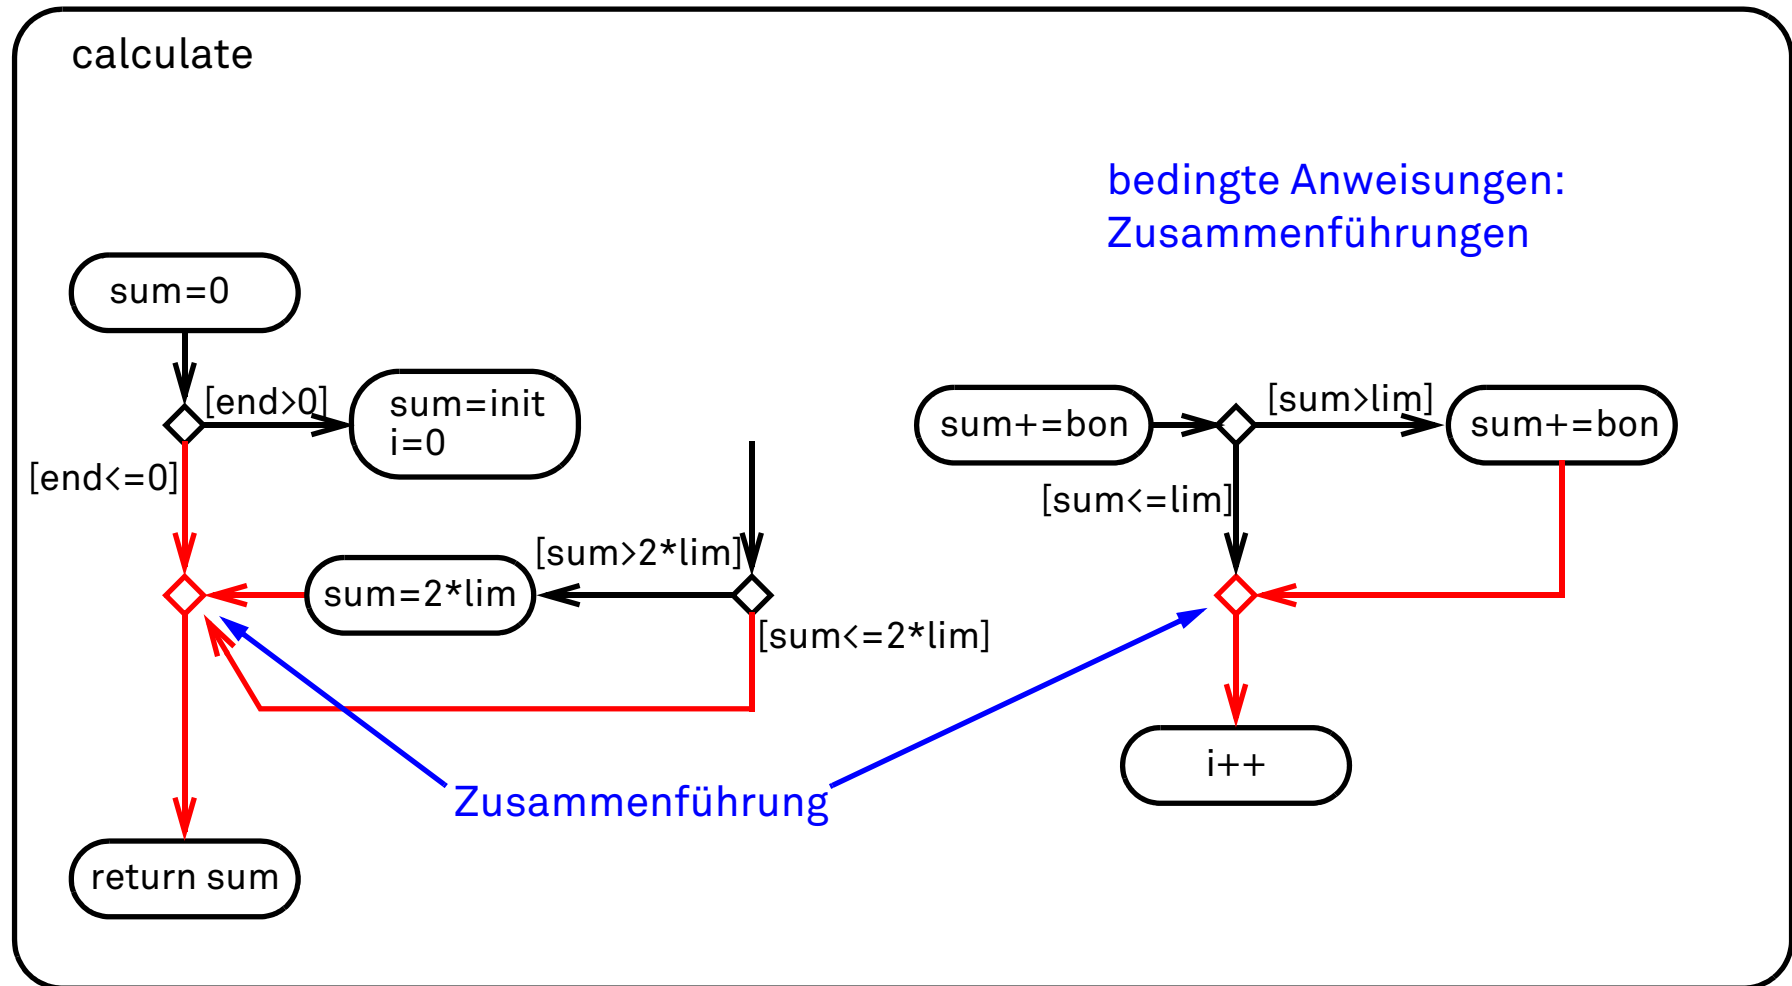 calculate
bedingte Anweisungen:
Zusammenführungen
sum=0
[end>0]
sum=init
i=0
[end<=0]
sum+=bon
[sum>lim]
sum+=bon
[sum<=lim]
[sum>2*lim]
sum=2*lim
[sum<=2*lim]
Zusammenführung
i++
return sum